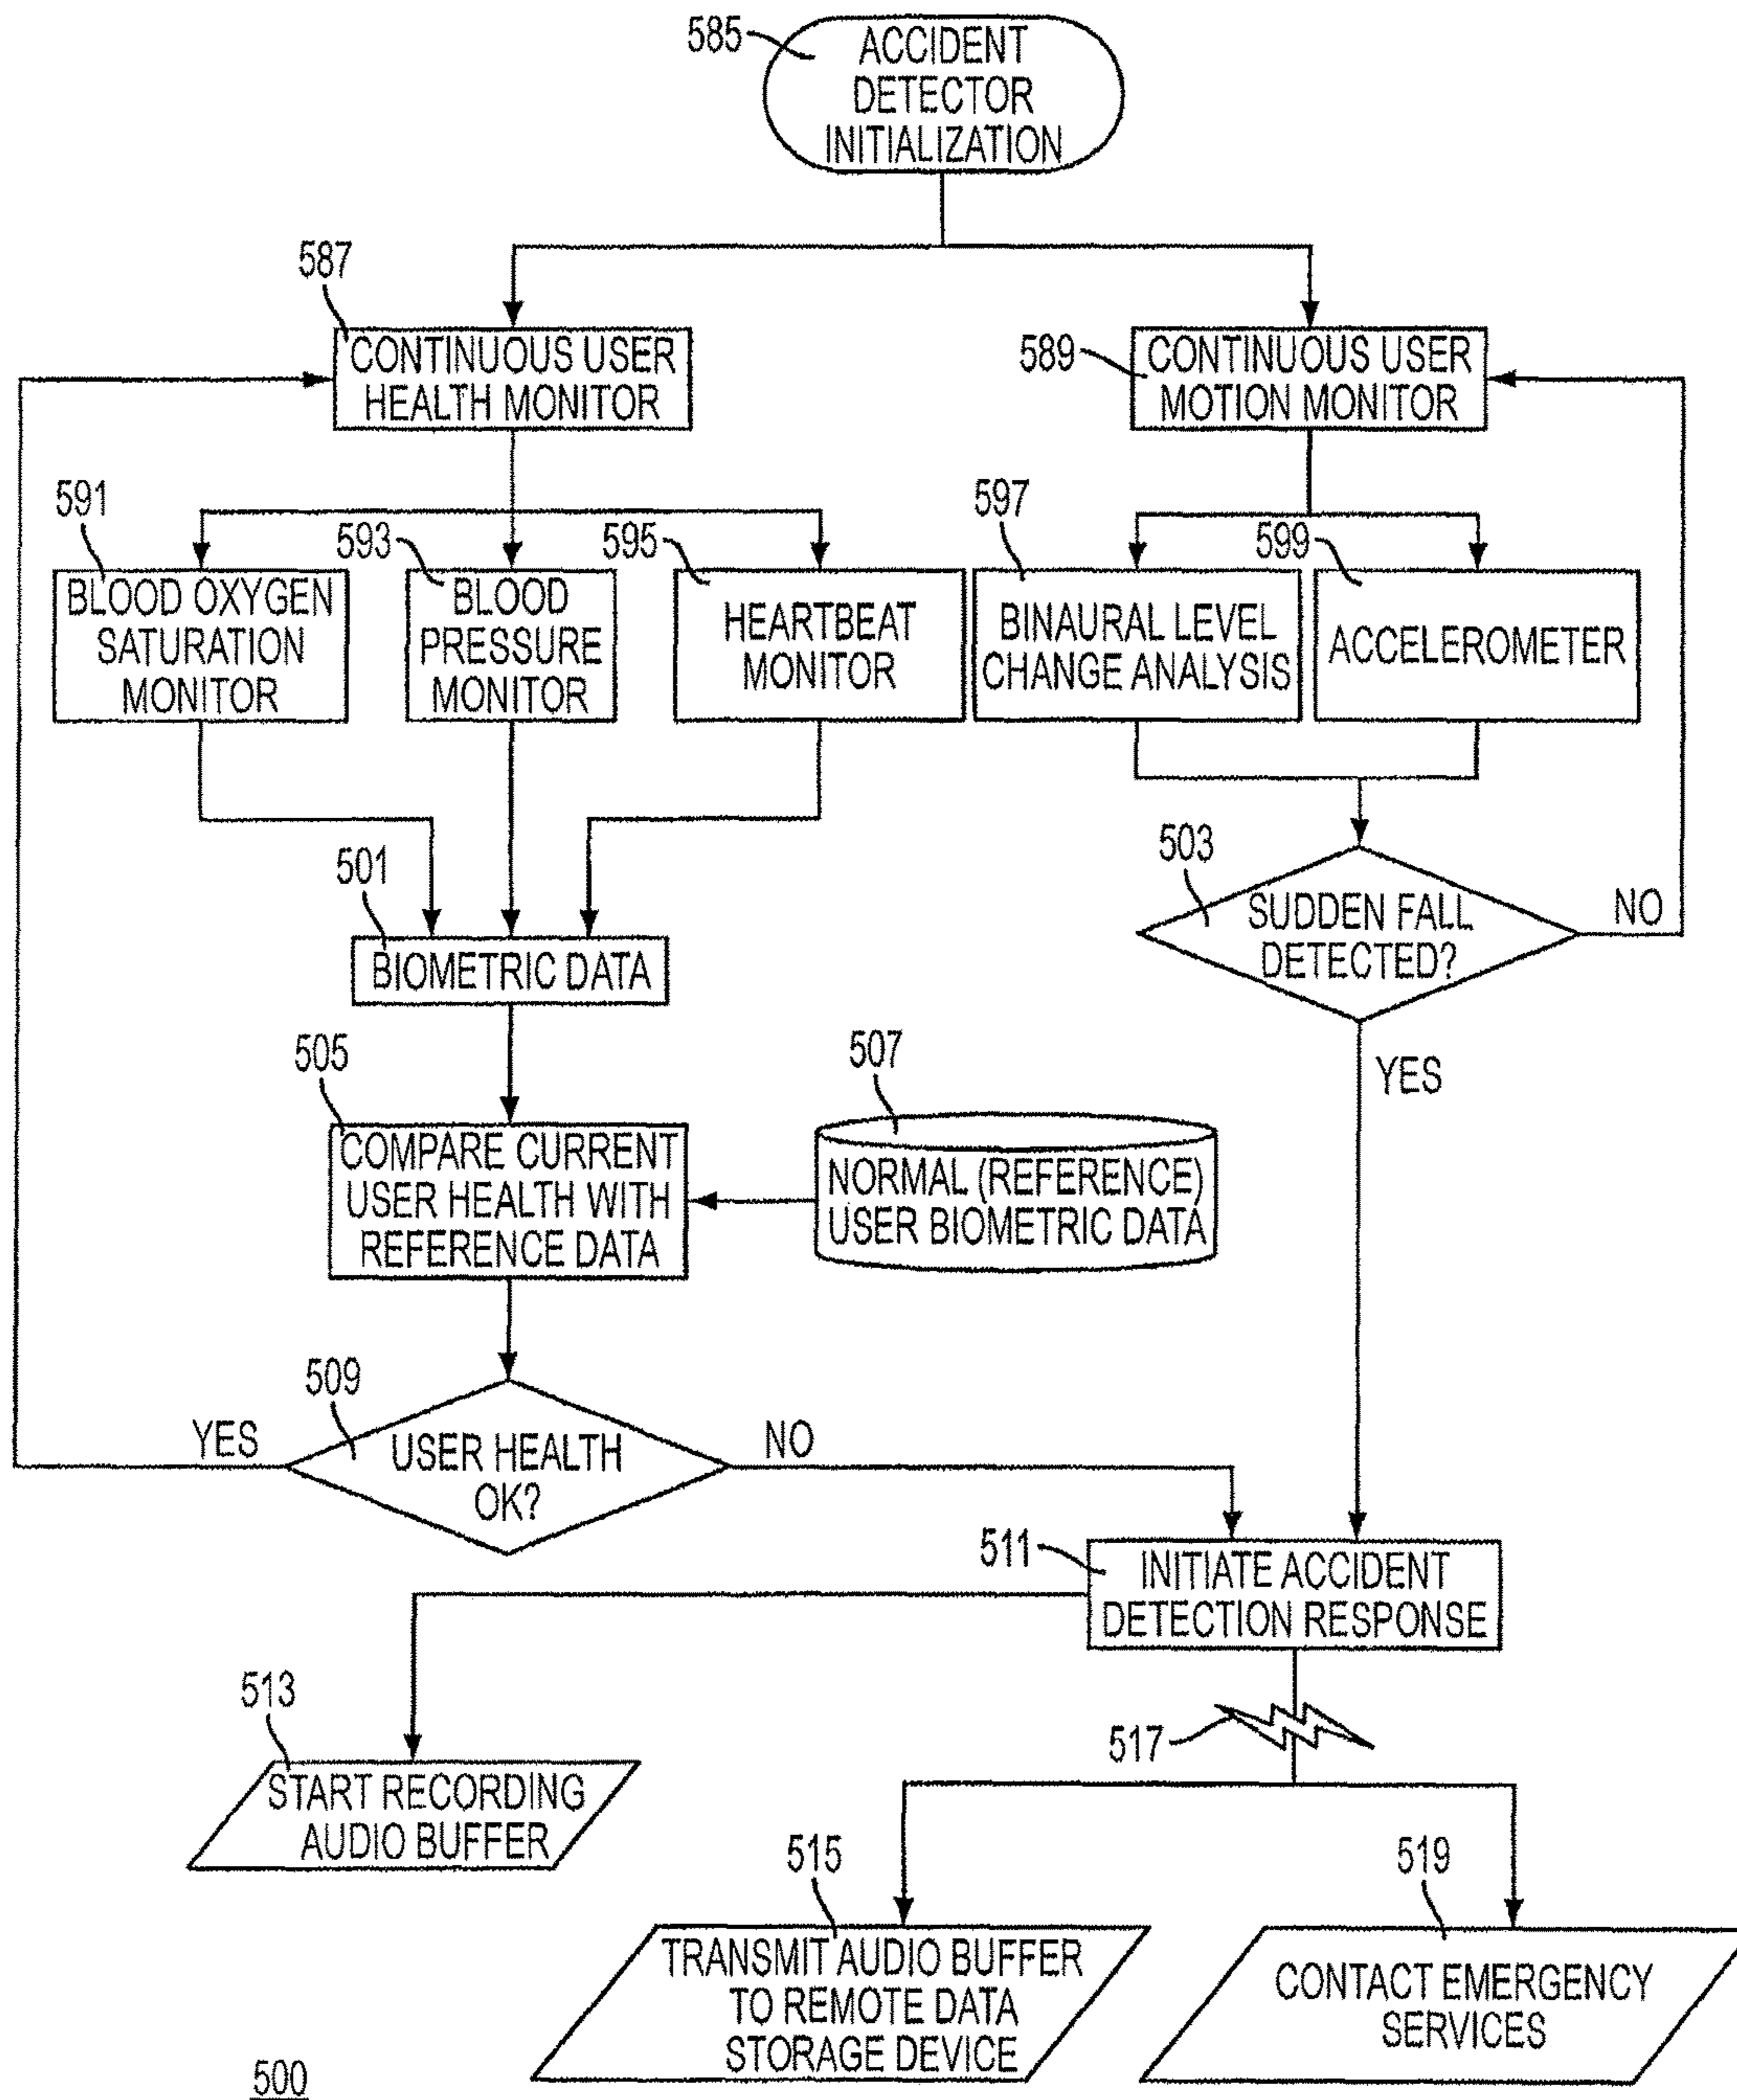 585
ACCIDENT
DETECTOR
INITIALIZATION
587
CONTINUOUS USER
HEALTH MONITOR
589
CONTINUOUS USER
MOTION MONITOR
591
BLOOD OXYGEN
SATURATION
MONITOR
593
BLOOD
PRESSURE
MONITOR
595
HEARTBEAT
MONITOR
597
BINAURAL LEVEL
CHANGE ANALYSIS
599
ACCELEROMETER
501
BIOMETRIC DATA
503
SUDDEN FALL
DETECTED?
NO
YES
505
COMPARE CURRENT
USER HEALTH WITH
REFERENCE DATA
507
NORMAL (REFERENCE)
USER BIOMETRIC DATA
509
YES
USER HEALTH
OK?
NO
511
INITIATE ACCIDENT
DETECTION RESPONSE
513
START RECORDING
AUDIO BUFFER
517
515
TRANSMIT AUDIO BUFFER
TO REMOTE DATA
STORAGE DEVICE
519
CONTACT EMERGENCY
SERVICES
500